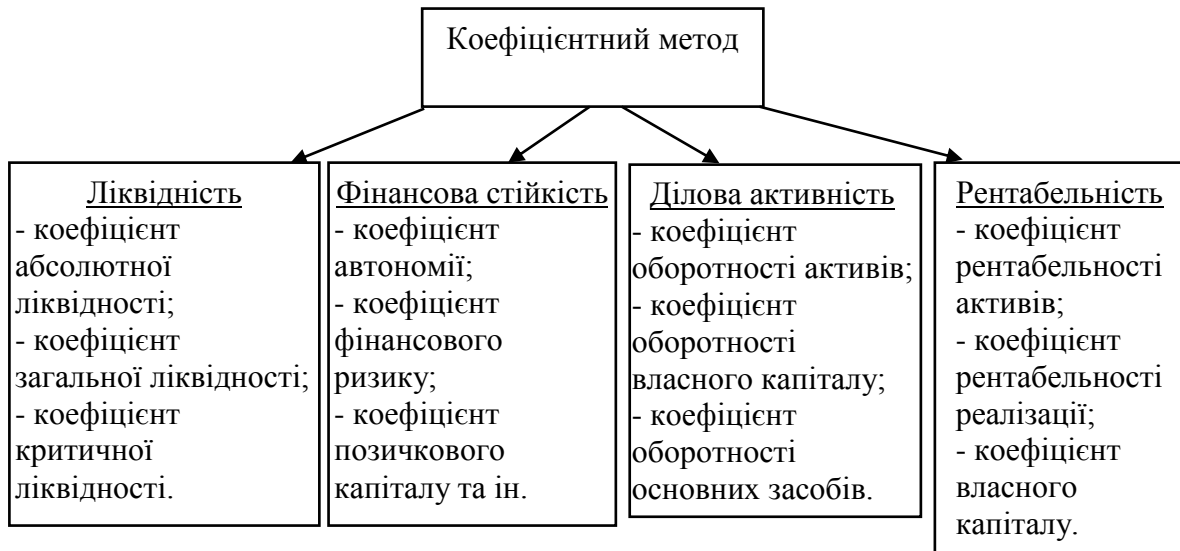 Коефіцієнтний метод
Ліквідність
- коефіцієнт
абсолютної
ліквідності;
- коефіцієнт
загальної ліквідності;
- коефіцієнт
критичної
ліквідності.
Фінансова стійкість
- коефіцієнт
автономії;
- коефіцієнт
фінансового
ризику;
- коефіцієнт
позичкового
капіталу та ін.
Ділова активність
- коефіцієнт
оборотності активів;
- коефіцієнт
оборотності
власного капіталу;
- коефіцієнт
оборотності
основних засобів.
Рентабельність
- коефіцієнт
рентабельності
активів;
- коефіцієнт
рентабельності
реалізації;
- коефіцієнт
власного
капіталу.